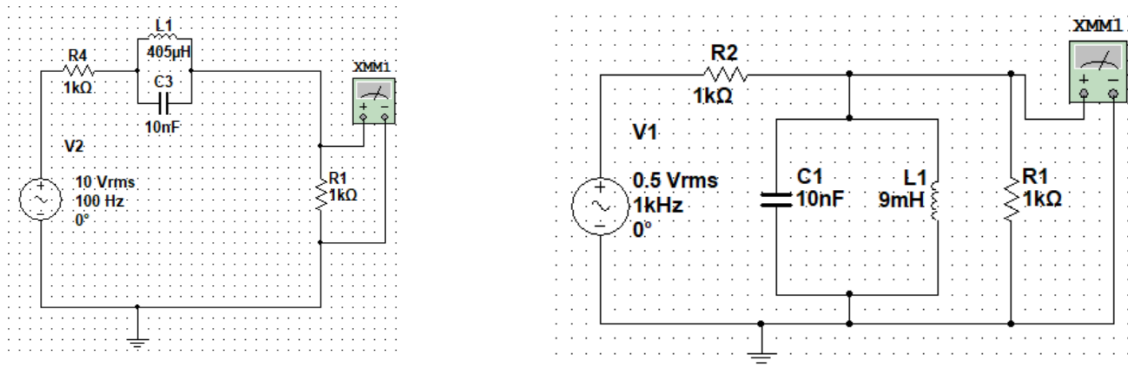 L1
405µH
R4
1kΩ
C3
10nF
XMM1
V2
10 Vrms
100 Hz
0°
R1
1kΩ
XMM1
R2
1kΩ
V1
0.5 Vrms
1kHz
0°
C1
10nF
L1
9mH
R1
1kΩ